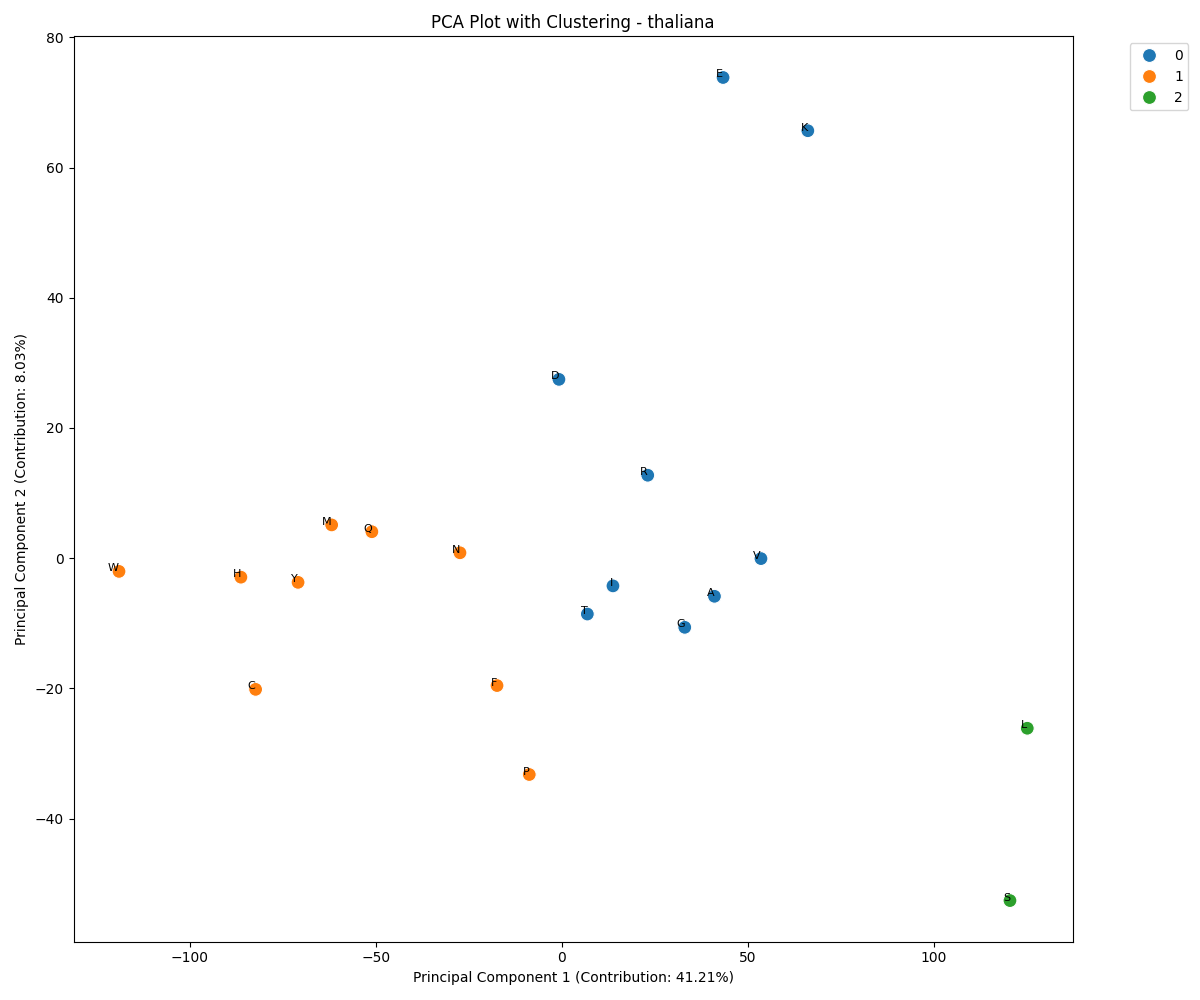 PCA Plot with Clustering - thaliana
80
60
40
20
0
−20
−40
Principal Component 2 (Contribution: 8.03%)
E
K
D
R
M
Q
N
V
W
H
Y
I
A
T
G
C
F
L
P
S
−100
−50
0
50
100
Principal Component 1 (Contribution: 41.21%)
0
1
2